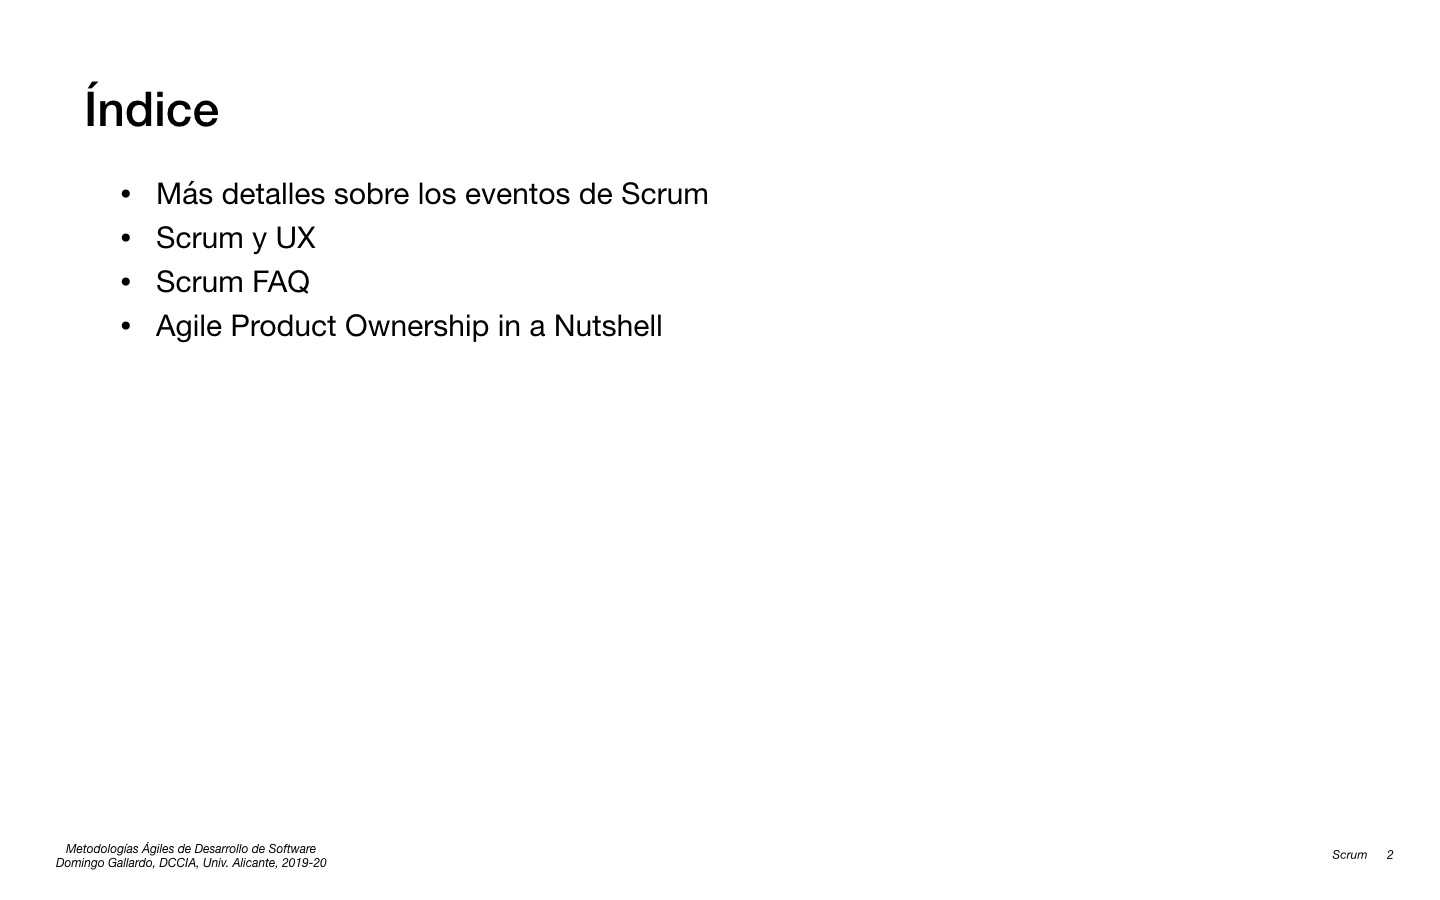 Índice
• Más detalles sobre los eventos de Scrum
• Scrum y UX
• Scrum FAQ
• Agile Product Ownership in a Nutshell
Metodologías Ágiles de Desarrollo de Software
Domingo Gallardo, DCCIA, Univ. Alicante, 2019-20
Scrum 2